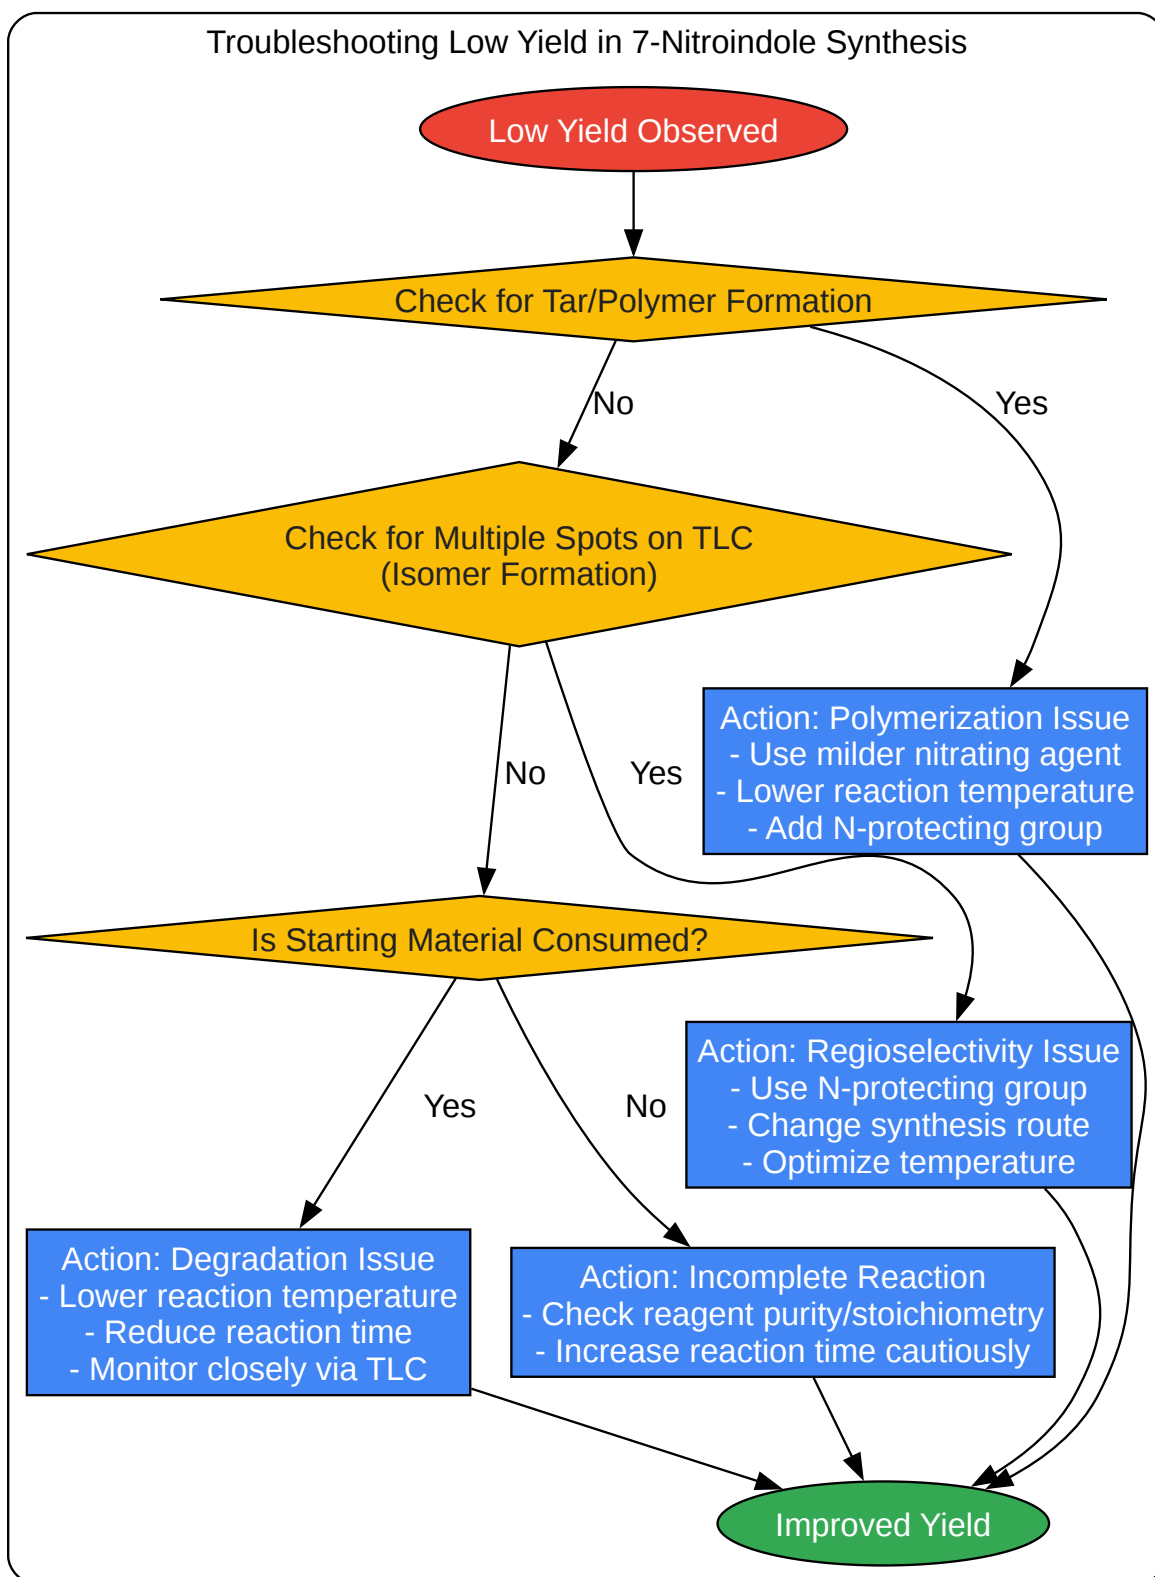 Troubleshooting Low Yield in 7-Nitroindole Synthesis
Low Yield Observed
Check for Tar/Polymer Formation
No
Yes
Check for Multiple Spots on TLC
(Isomer Formation)
Action: Polymerization Issue
- Use milder nitrating agent
- Lower reaction temperature
- Add N-protecting group
No
Yes
Is Starting Material Consumed?
Action: Regioselectivity Issue
- Use N-protecting group
- Change synthesis route
- Optimize temperature
Yes
No
Action: Degradation Issue
- Lower reaction temperature
- Reduce reaction time
- Monitor closely via TLC
Action: Incomplete Reaction
- Check reagent purity/stoichiometry
- Increase reaction time cautiously
Improved Yield